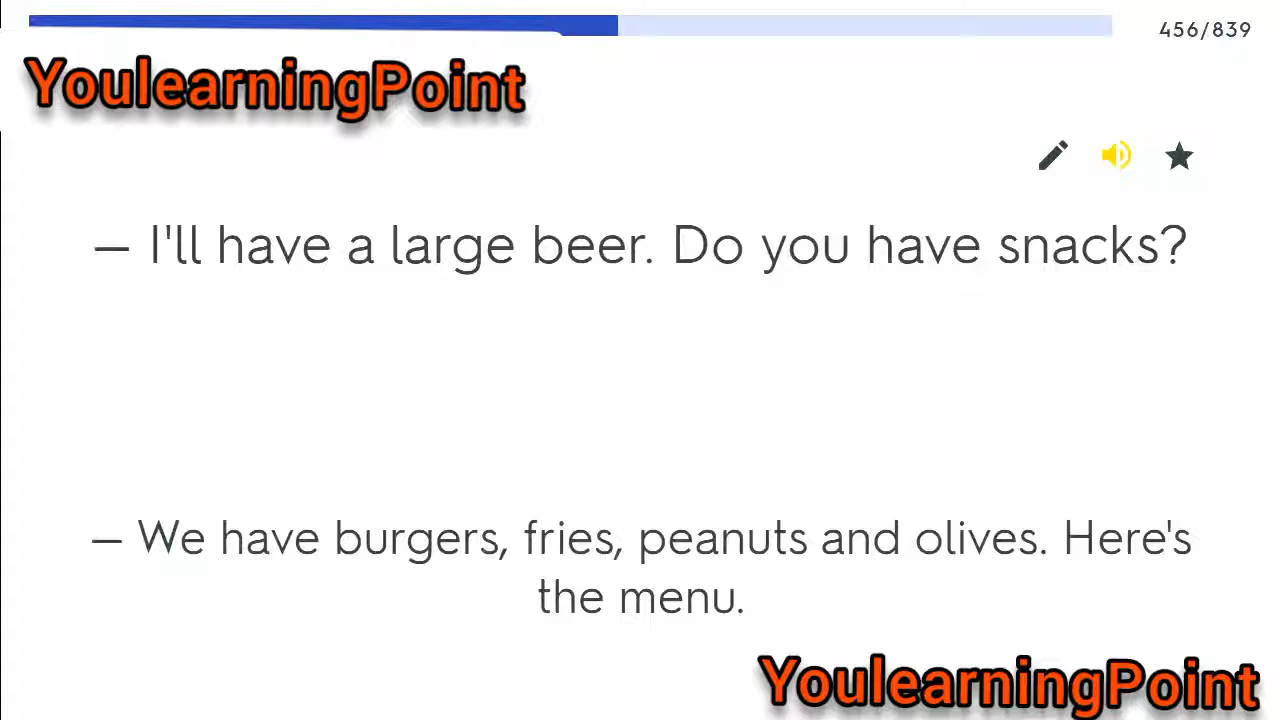 456/839
YoulearningPoint
– I'll have a large beer. Do you have snacks?
– We have burgers, fries, peanuts and olives. Here's
the menu.
YoulearningPoint